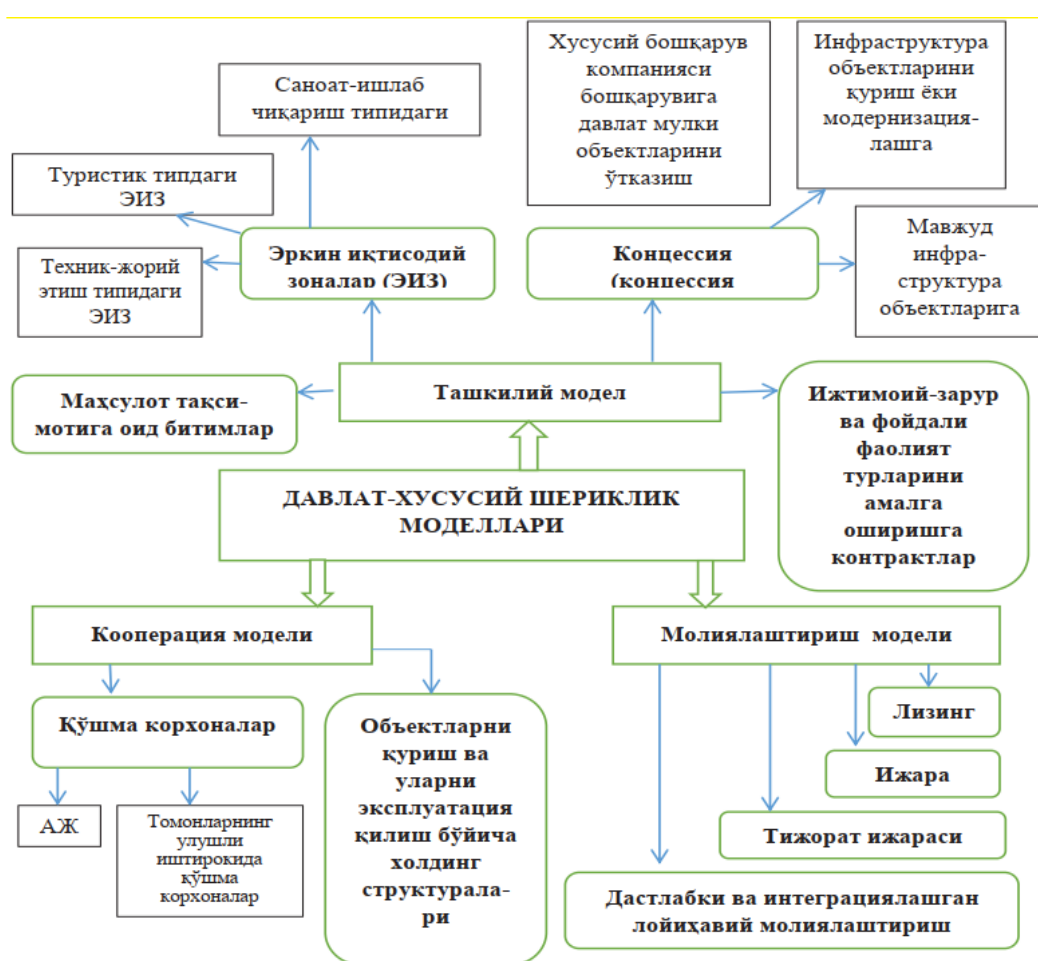 Хусусий бошқарув
компанияси
бошқарувига
давлат мулки
объектларини
ўтказиш
Инфраструктура
объектларини
қуриш ёки
модернизация-
лашга
Саноат-ишлаб
чиқариш типидаги
Туристик типдаги
ЭИЗ
Техник-жорий
этиш типидаги
ЭИЗ
Эркин иқтисодий
зоналар (ЭИЗ)
Концессия
(концессия
Мавжуд
инфра-
структура
объектларига
Маҳсулот тақси-
мотига оид битимлар
Ташкилий модел
Ижтимоий-зарур
ва фойдали
фаолият
турларини
амалга
оширишга
контрактлар
ДАВЛАТ-ХУСУСИЙ ШЕРИКЛИК
МОДЕЛЛАРИ
Кооперация модели
Молиялаштириш модели
Қўшма корхоналар
АЖ
Томонларнинг
улушли
иштирокида
қўшма
корхоналар
Объектларни
қуриш ва
уларни
эксплуатация
қилиш бўйича
холдинг
структурала-
ри
Лизинг
Ижара
Тижорат ижараси
Дастлабки ва интеграциялашган
лойиҳавий молиялаштириш